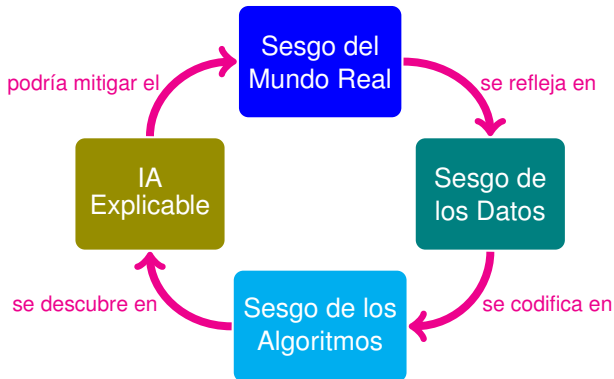 Sesgo del
Mundo Real
podría mitigar el
se refleja en
IA
Explicable
Sesgo de
los Datos
se descubre en
Sesgo de los
Algoritmos
se codifica en